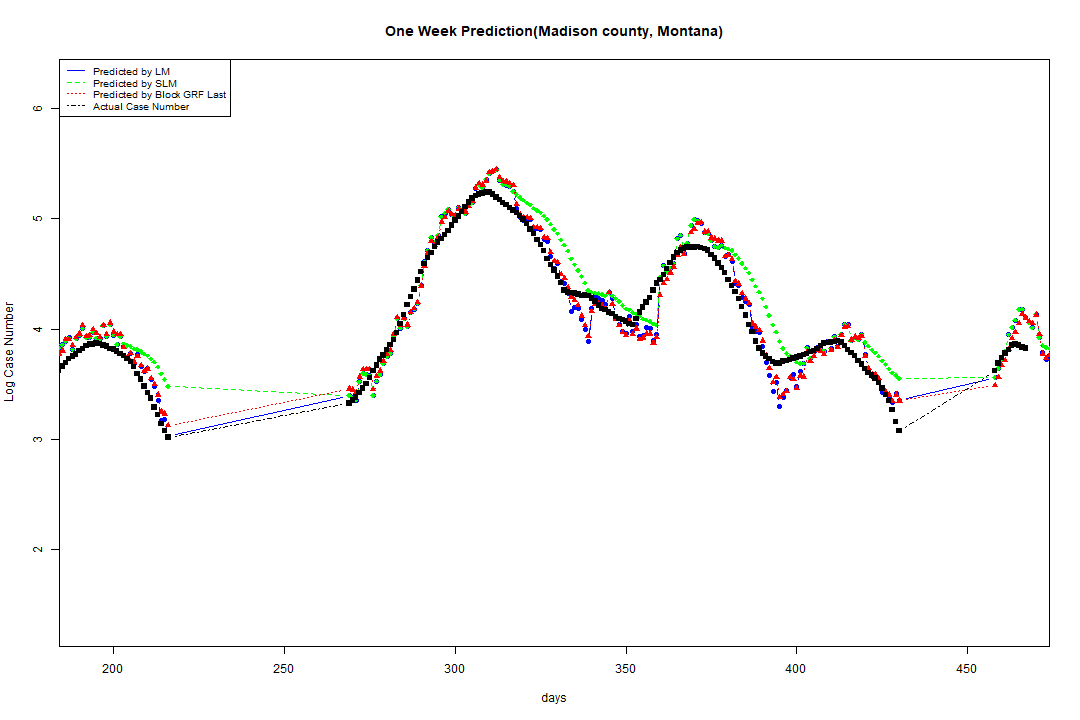 One Week Prediction(Madison county, Montana)
Predicted by LM
Predicted by SLM
Predicted by Block GRF Last
Actual Case Number
6
5
4
3
2
Log Case Number
200 250 300 350 400 450
days